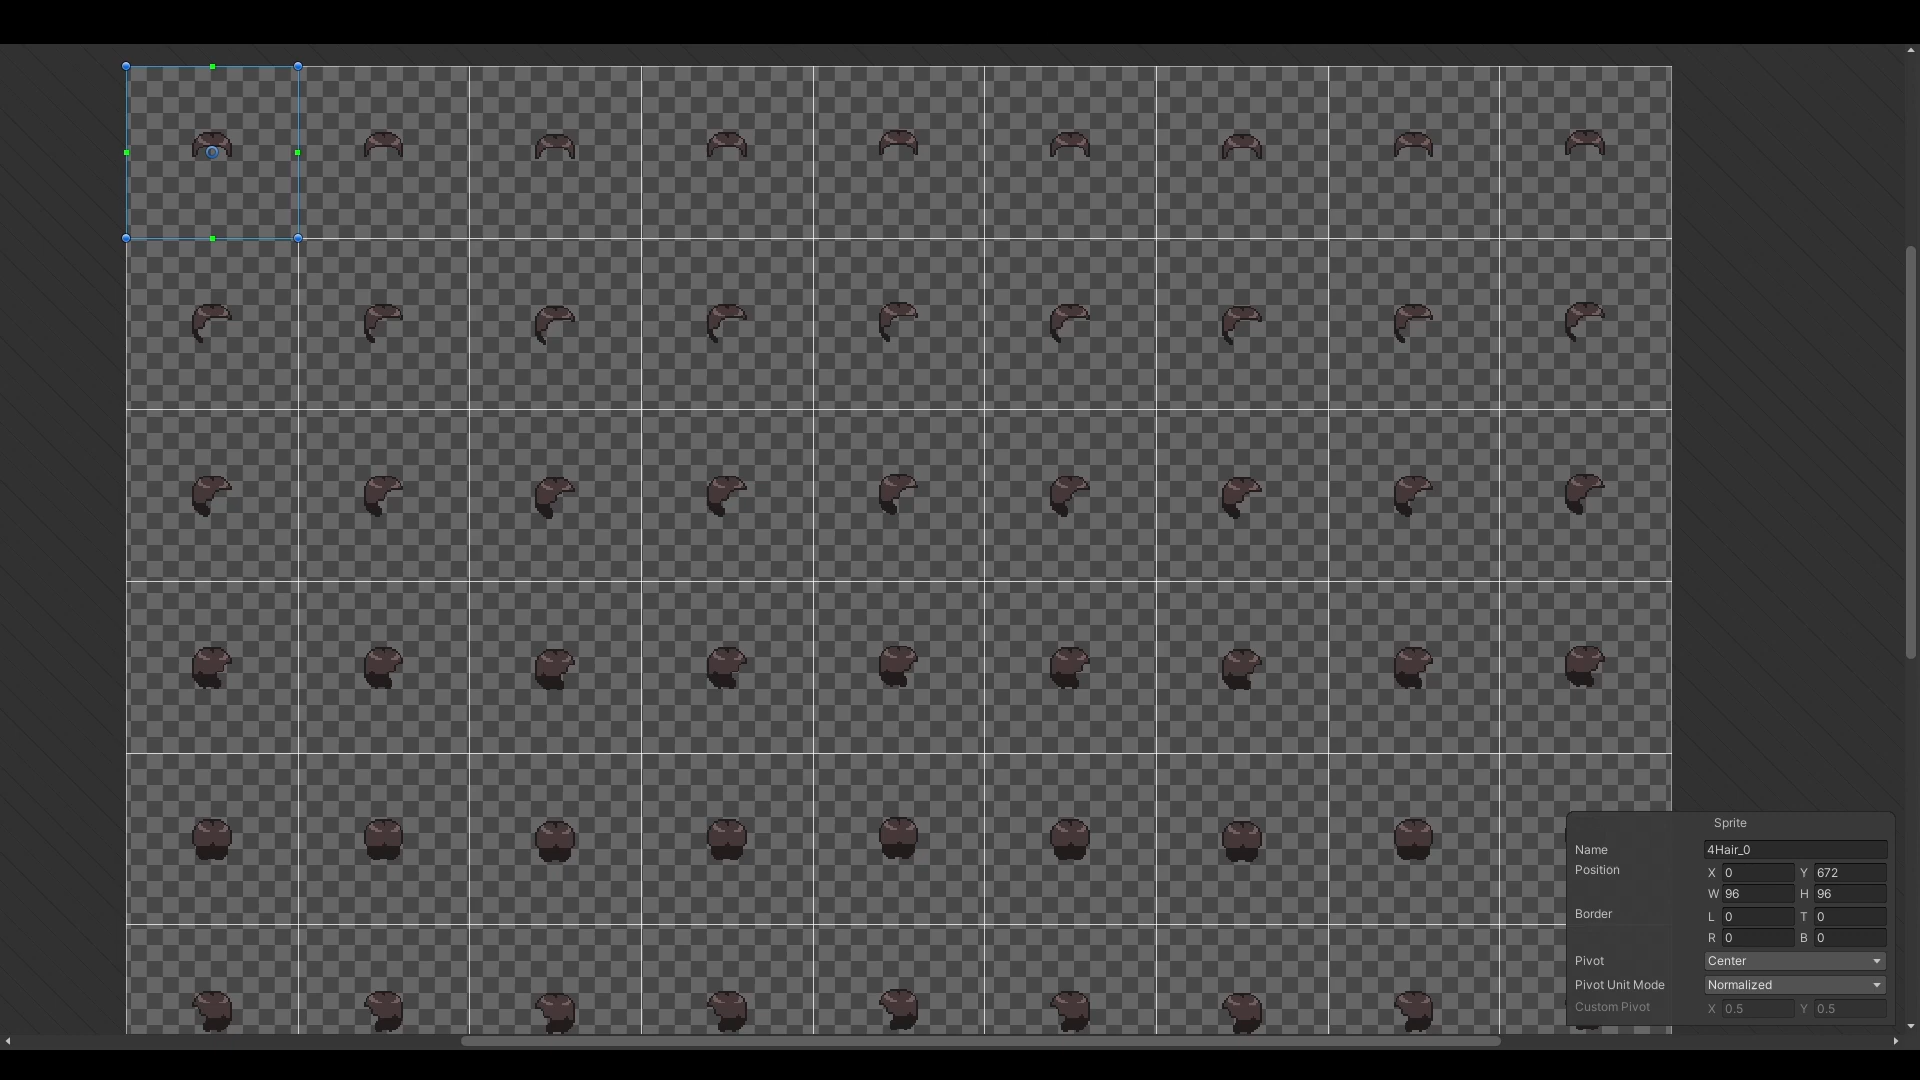 Sprite
Name 4Hair_0
Position X 0 Y 672
W 96 H 96
Border L 0 T 0
R 0 B 0
Pivot Center
Pivot Unit Mode Normalized
Custom Pivot X 0.5 Y 0.5